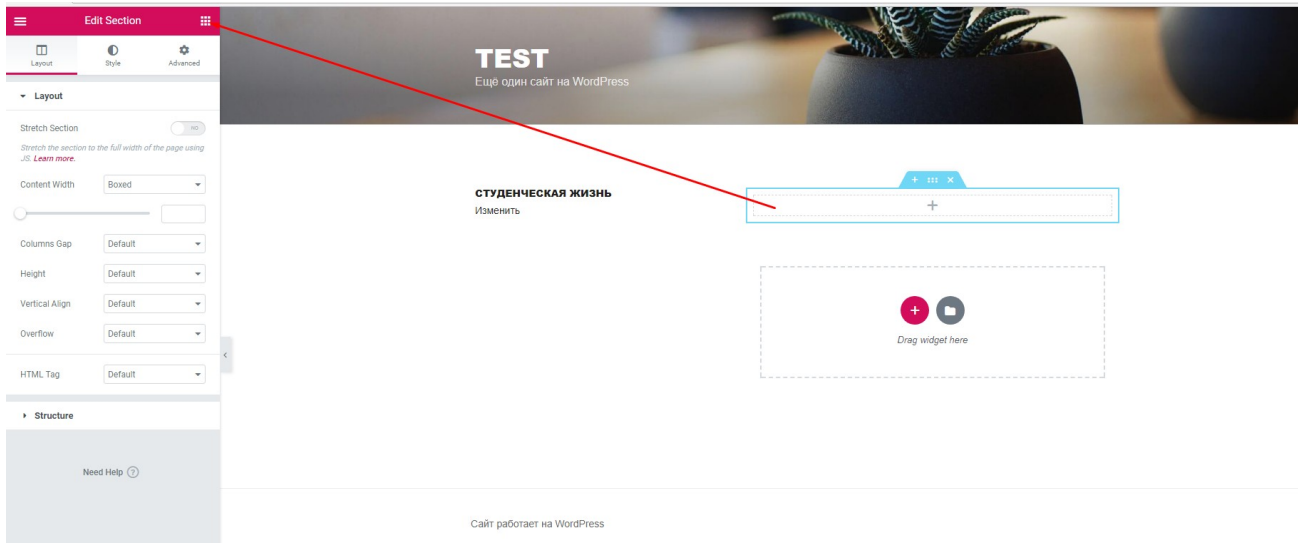 Edit Section
Layout Style Advanced
Layout
Stretch Section NO
Stretch the section to the full width of the page using
JS. Learn more.
Content Width Boxed
Columns Gap Default
Height Default
Vertical Align Default
Overflow Default
HTML Tag Default
Structure
Need Help ?
TEST
Ещё один сайт на WordPress
СТУДЕНЧЕСКАЯ ЖИЗНЬ
Изменить
Drag widget here
Сайт работает на WordPress